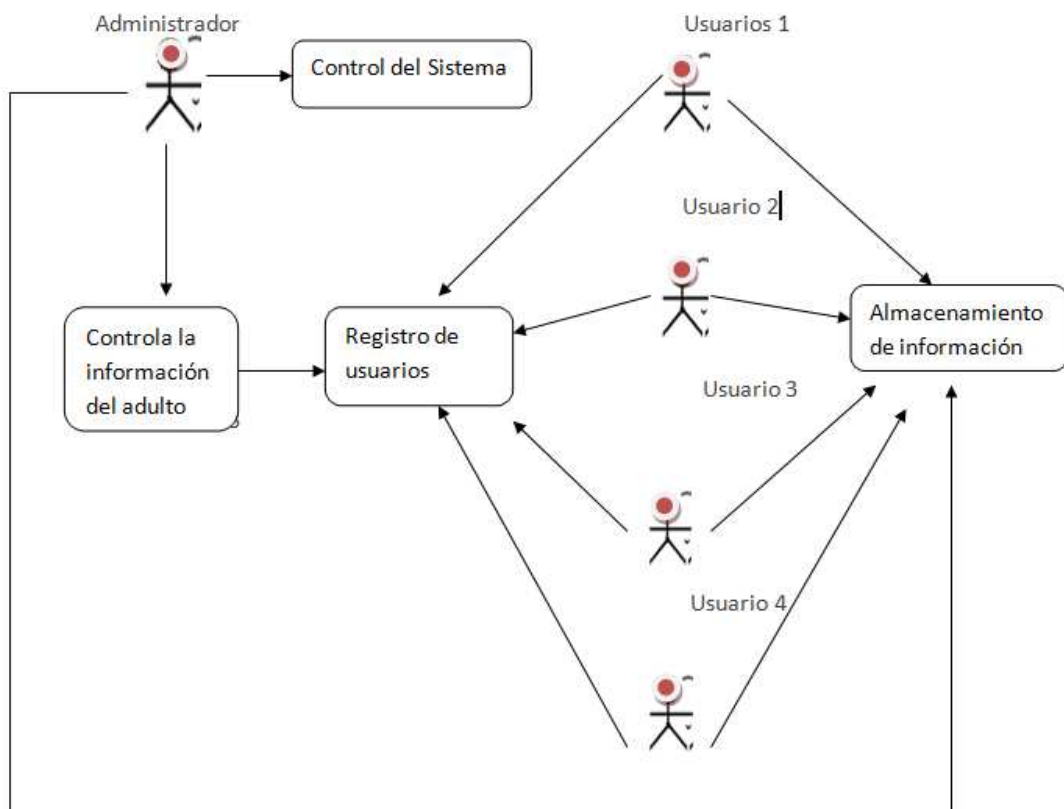 Administrador
Usuarios 1
Control del Sistema
Usuario 2
Controla la
información
del adulto
Registro de
usuarios
Almacenamiento
de información
Usuario 3
Usuario 4